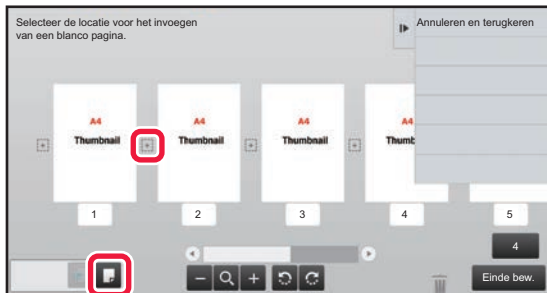 Selecteer de locatie voor het invoegen
van een blanco pagina.
Annuleren en terugkeren
A4 A4 A4 A4
Thumbnail Thumbnail Thumbnail Thumb
1 2 3 4 5
4
Einde bew.